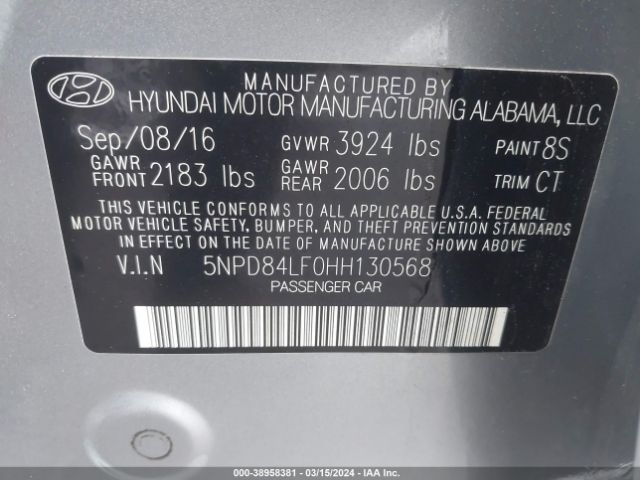 MANUFACTURED BY
HYUNDAI MOTOR MANUFACTURING ALABAMA, LLC
Sep/08/16 GVWR 3924 lbs PAINT 8S
GAWR FRONT 2183 lbs GAWR REAR 2006 lbs TRIM CT
THIS VEHICLE CONFORMS TO ALL APPLICABLE U.S.A. FEDERAL
MOTOR VEHICLE SAFETY, BUMPER, AND THEFT PREVENTION
STANDARDS IN EFFECT ON THE DATE OF MANUFACTURE SHOWN ABOVE
V.I.N 5NPD84LF0HH130568
PASSENGER CAR
000-38958381 - 03/15/2024 - IAAI.COM